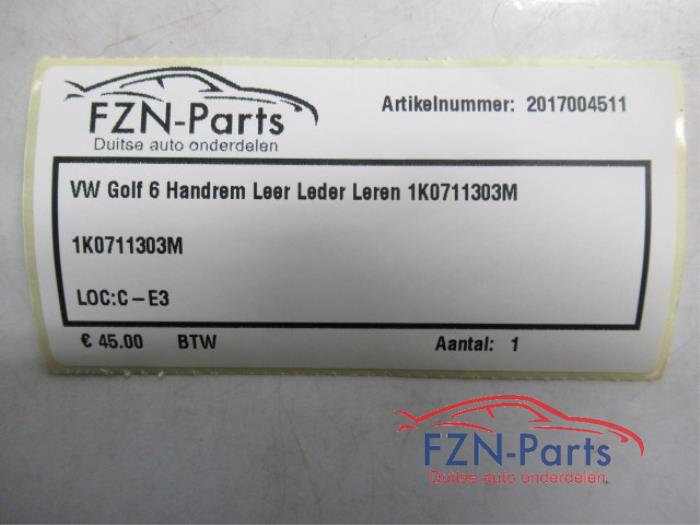 FZN-Parts
Duitse auto onderdelen
Artikelnummer: 2017004511
VW Golf 6 Handrem Leer Leder Leren 1K0711303M
1K0711303M
LOC:C-E3
€ 45.00 BTW Aantal: 1
FZN-Parts
Duitse auto onderdelen.